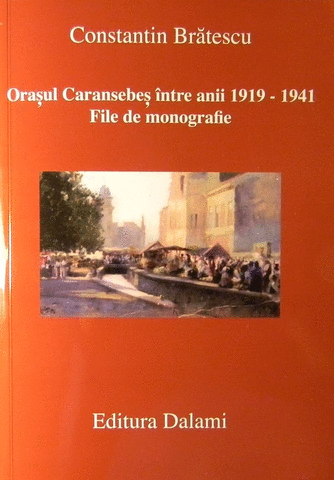 Constantin Brătescu
Orașul Caransebeș între anii 1919 - 1941
File de monografie
Editura Dalami